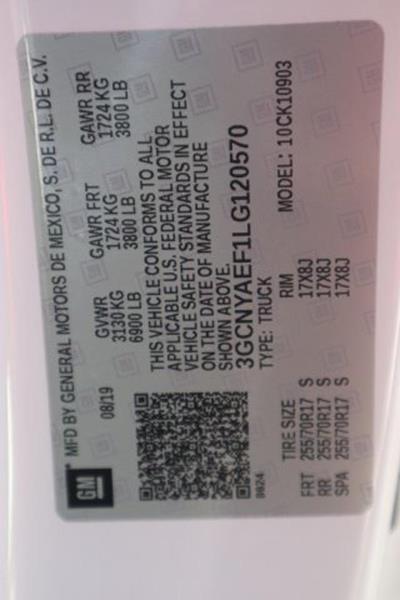 GM
MFD BY GENERAL MOTORS DE MEXICO, S. DE R.L. DE C.V.
08/19
GVWR
3130 KG
6900 LB
GAWR FRT
1724 KG
3800 LB
GAWR RR
1724 KG
3800 LB
THIS VEHICLE CONFORMS TO ALL
APPLICABLE U.S. FEDERAL MOTOR
VEHICLE SAFETY STANDARDS IN EFFECT
ON THE DATE OF MANUFACTURE
SHOWN ABOVE.
3GCNYAEF1LG120570
TYPE: TRUCK
MODEL: 10CK10903
8824
TIRE SIZE RIM
FRT 255/70R17 S 17X8J
RR 255/70R17 S 17X8J
SPA 255/70R17 S 17X8J